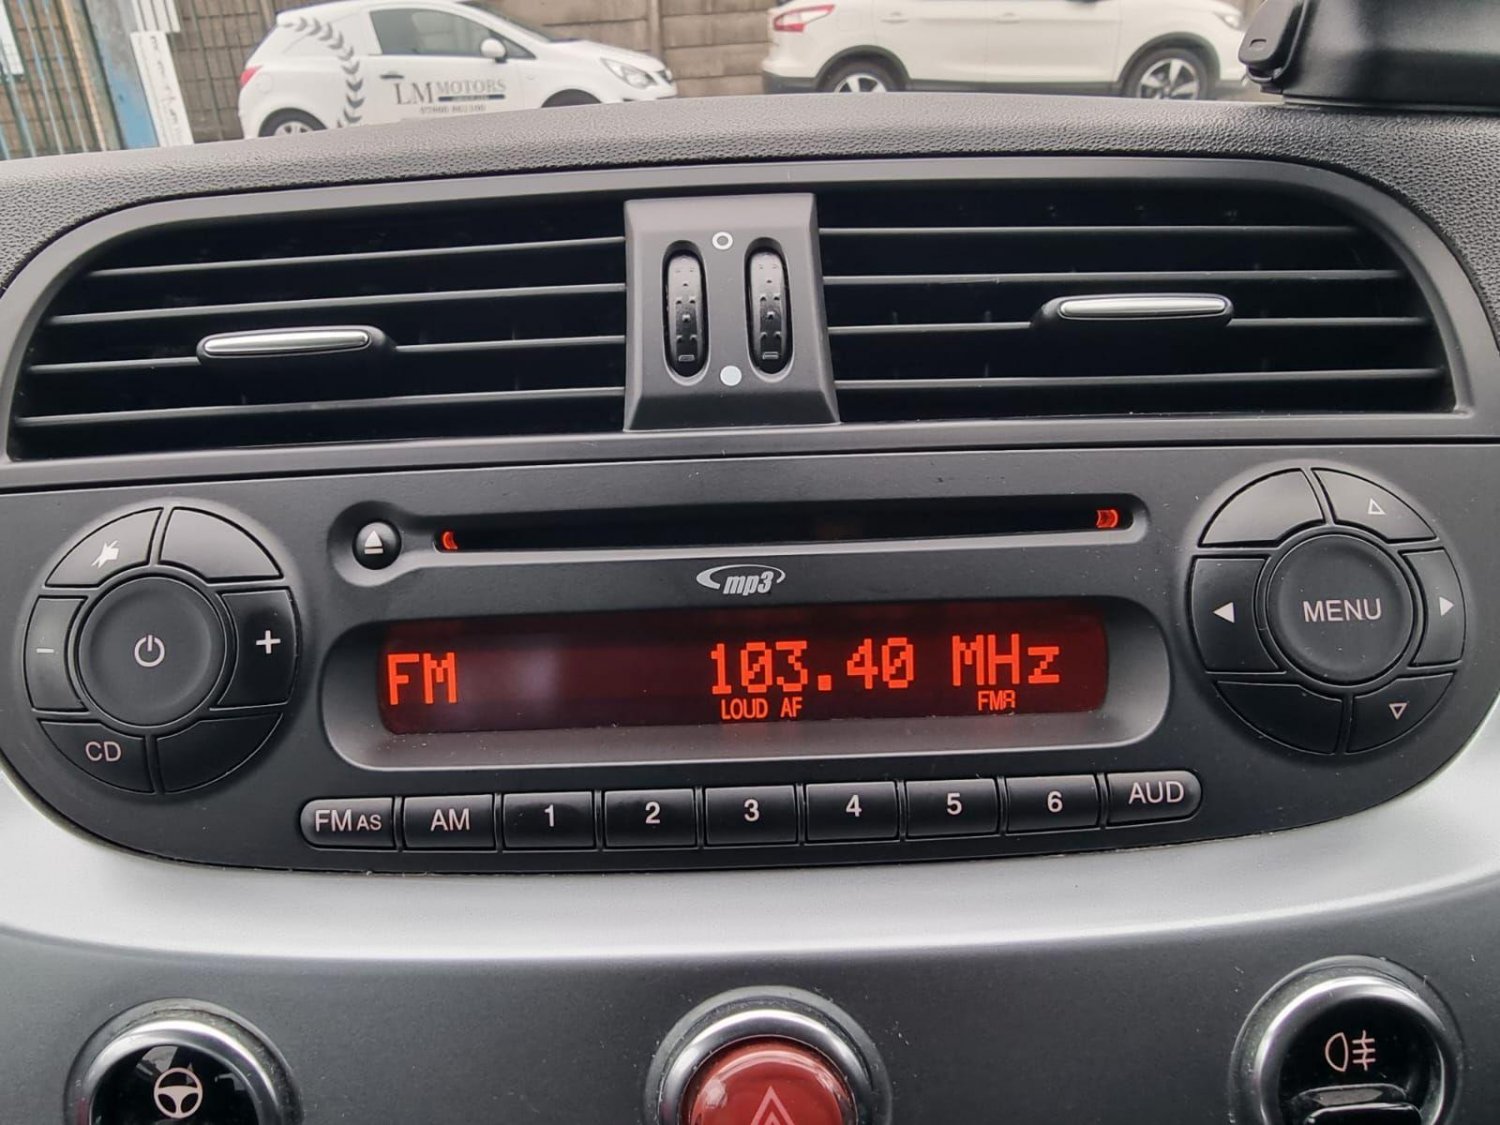 LM MOTORS
mp3
FM 103.40 MHz
LOUD AF FMR
MENU
CD
FM AS AM 1 2 3 4 5 6 AUD